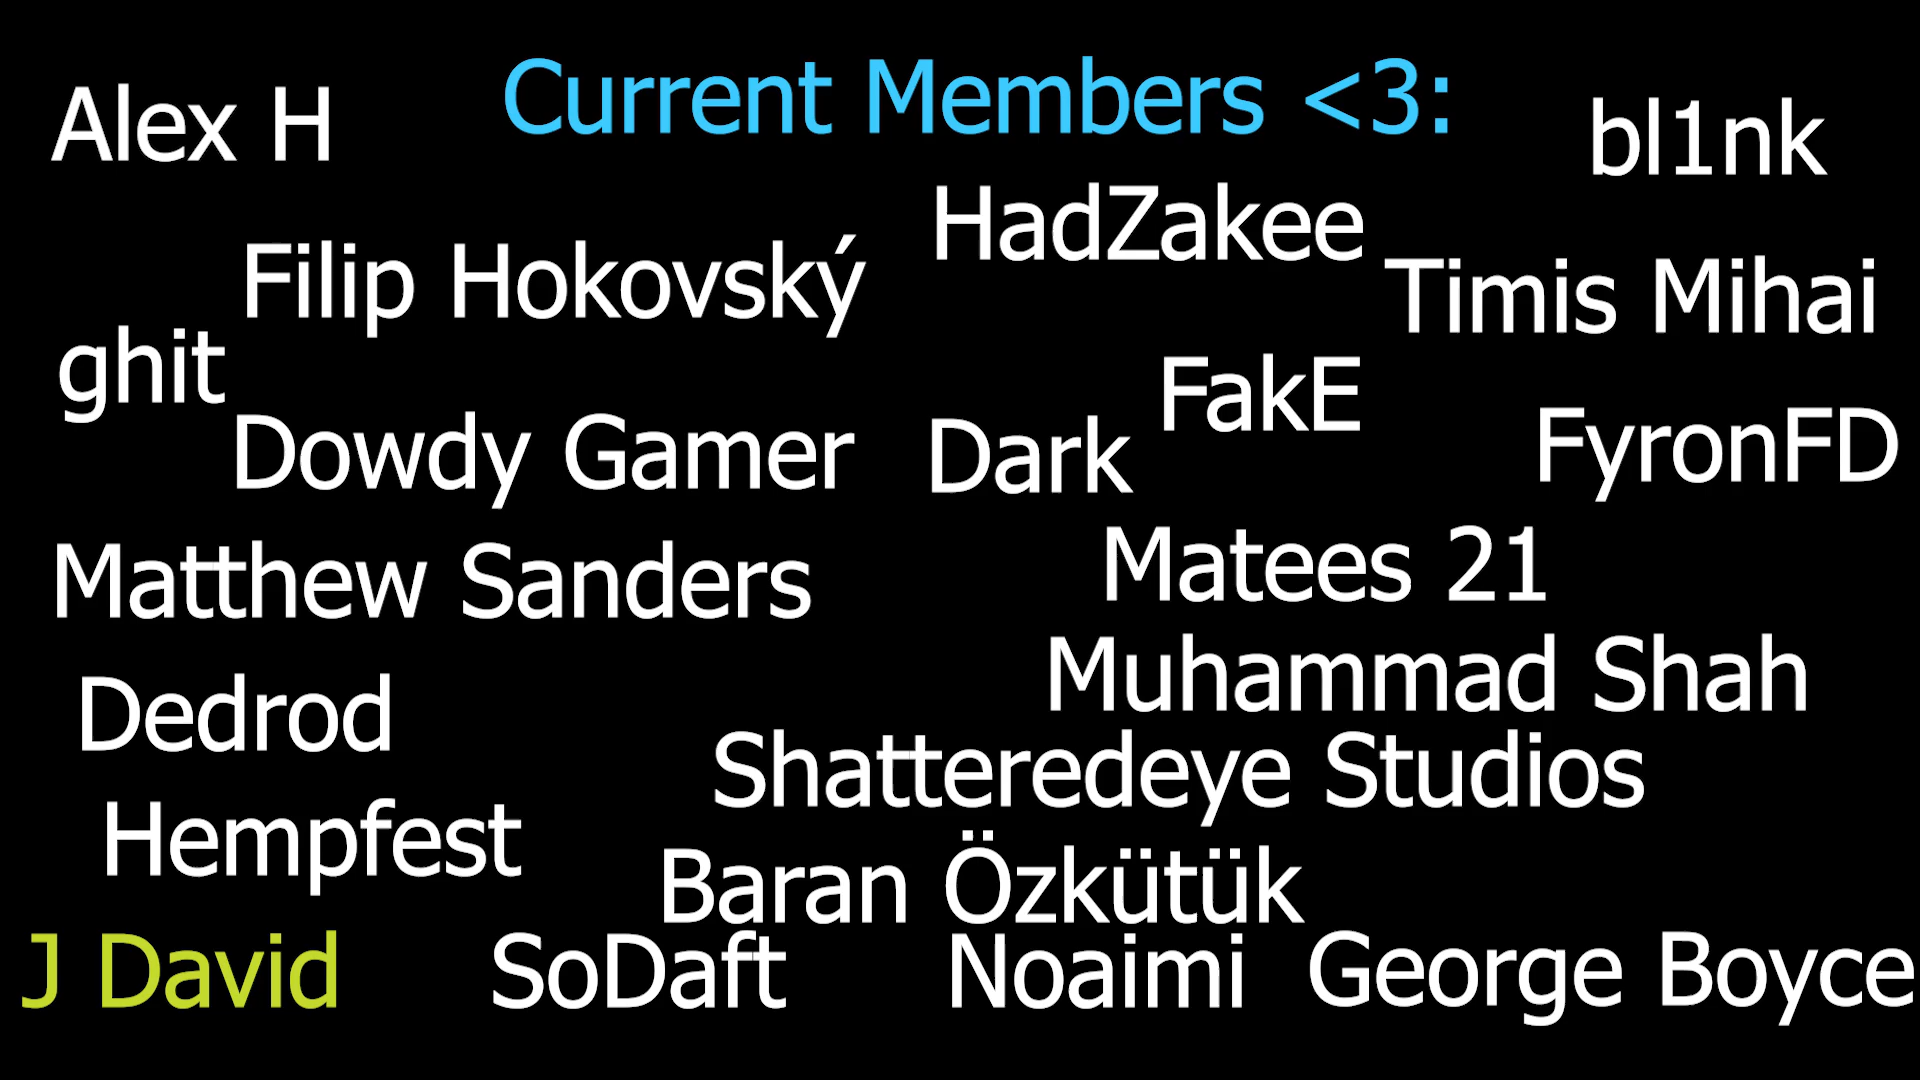 Current Members <3:
Alex H
bl1nk
HadZakee
Filip Hokovský
Timis Mihai
ghit
FakE
Dowdy Gamer
Dark
FyronFD
Matthew Sanders
Matees 21
Muhammad Shah
Dedrod
Shatteredeye Studios
Hempfest
Baran Özkütük
J David
SoDaft
Noaimi
George Boyce